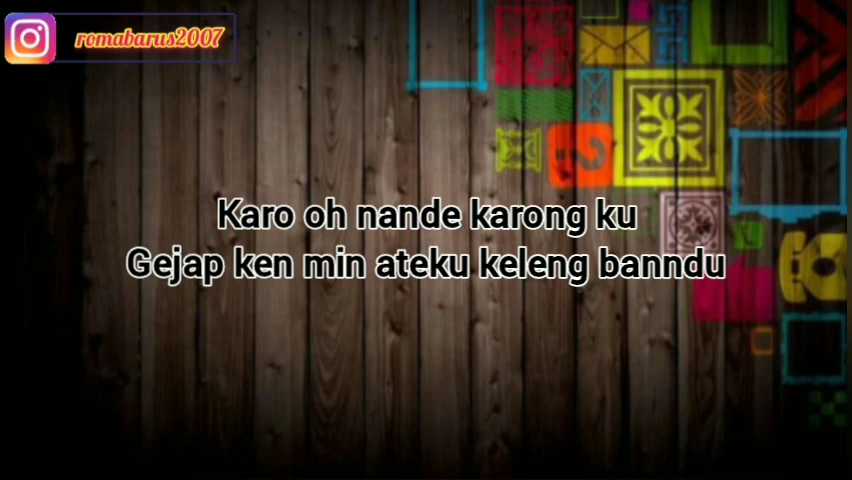 romabarus2007
Karo oh nande karong ku
Gejap ken min ateku keleng banndu